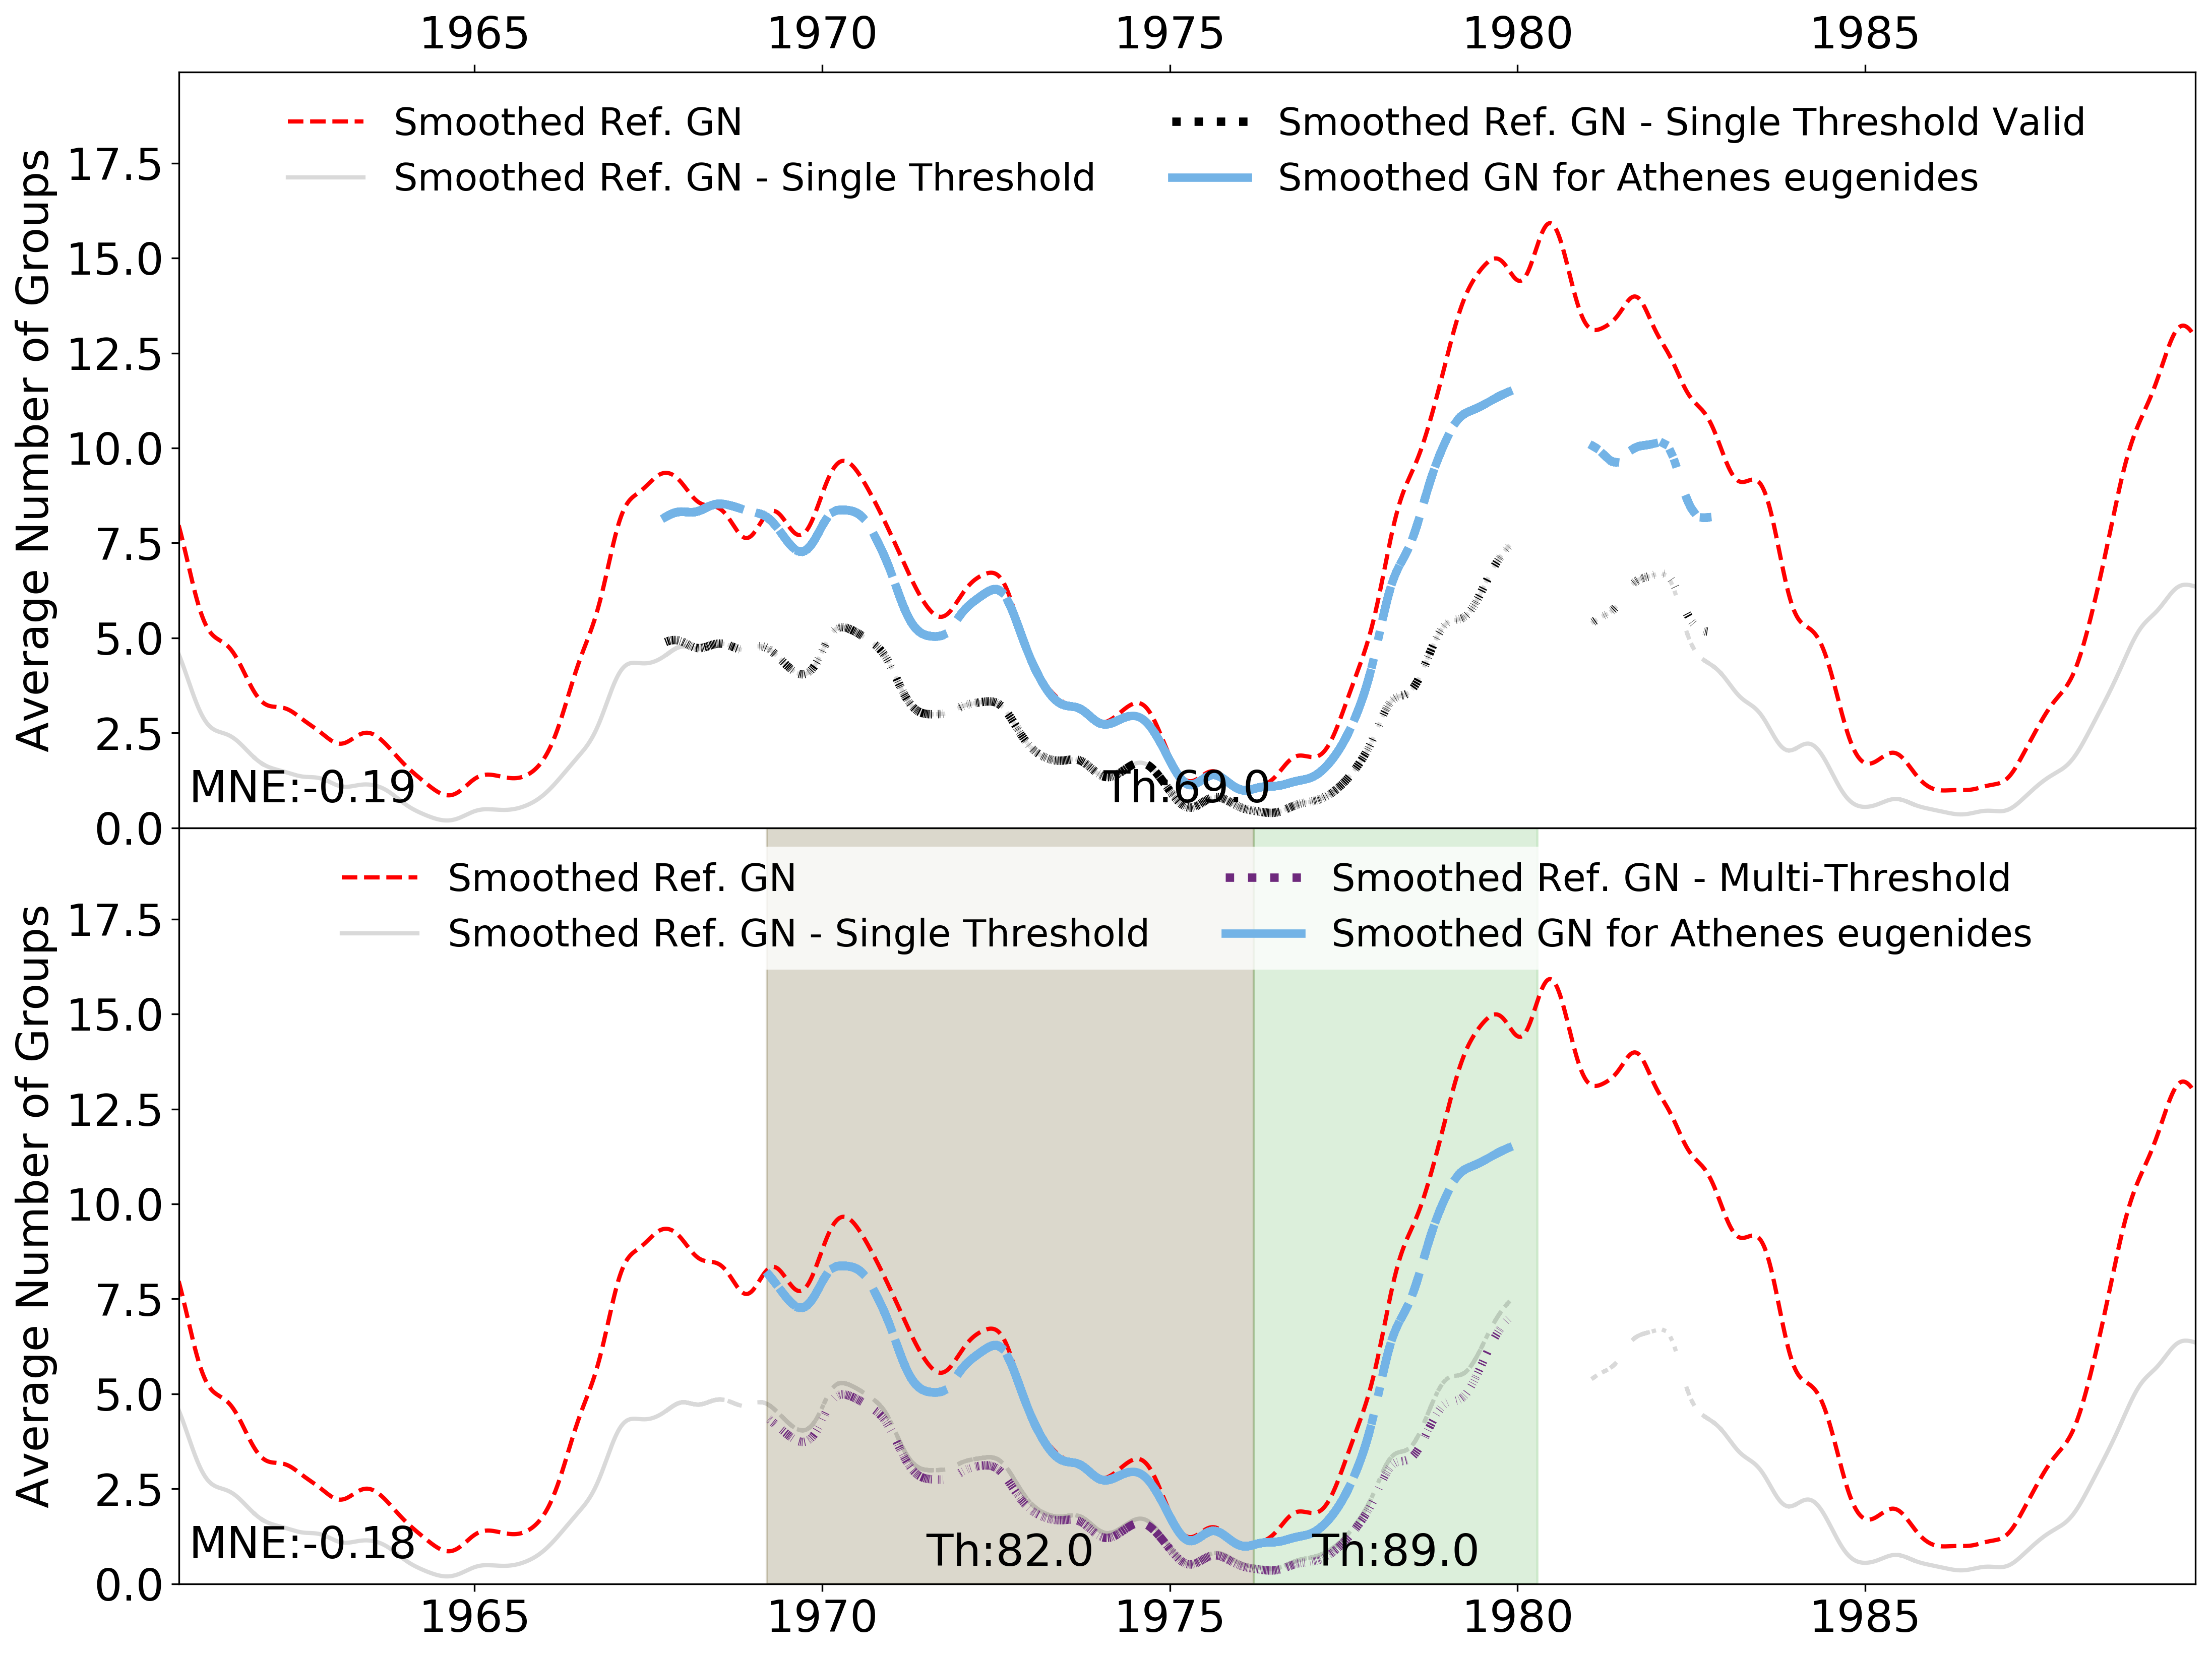 1965 1970 1975 1980 1985
Smoothed Ref. GN
Smoothed Ref. GN - Single Threshold
Smoothed Ref. GN - Single Threshold Valid
Smoothed GN for Athenes eugenides
Average Number of Groups
17.5
15.0
12.5
10.0
7.5
5.0
2.5
0.0
MNE:-0.19
Th:69.0
Smoothed Ref. GN
Smoothed Ref. GN - Single Threshold
Smoothed Ref. GN - Multi-Threshold
Smoothed GN for Athenes eugenides
Average Number of Groups
17.5
15.0
12.5
10.0
7.5
5.0
2.5
0.0
MNE:-0.18
Th:82.0
Th:89.0
1965 1970 1975 1980 1985